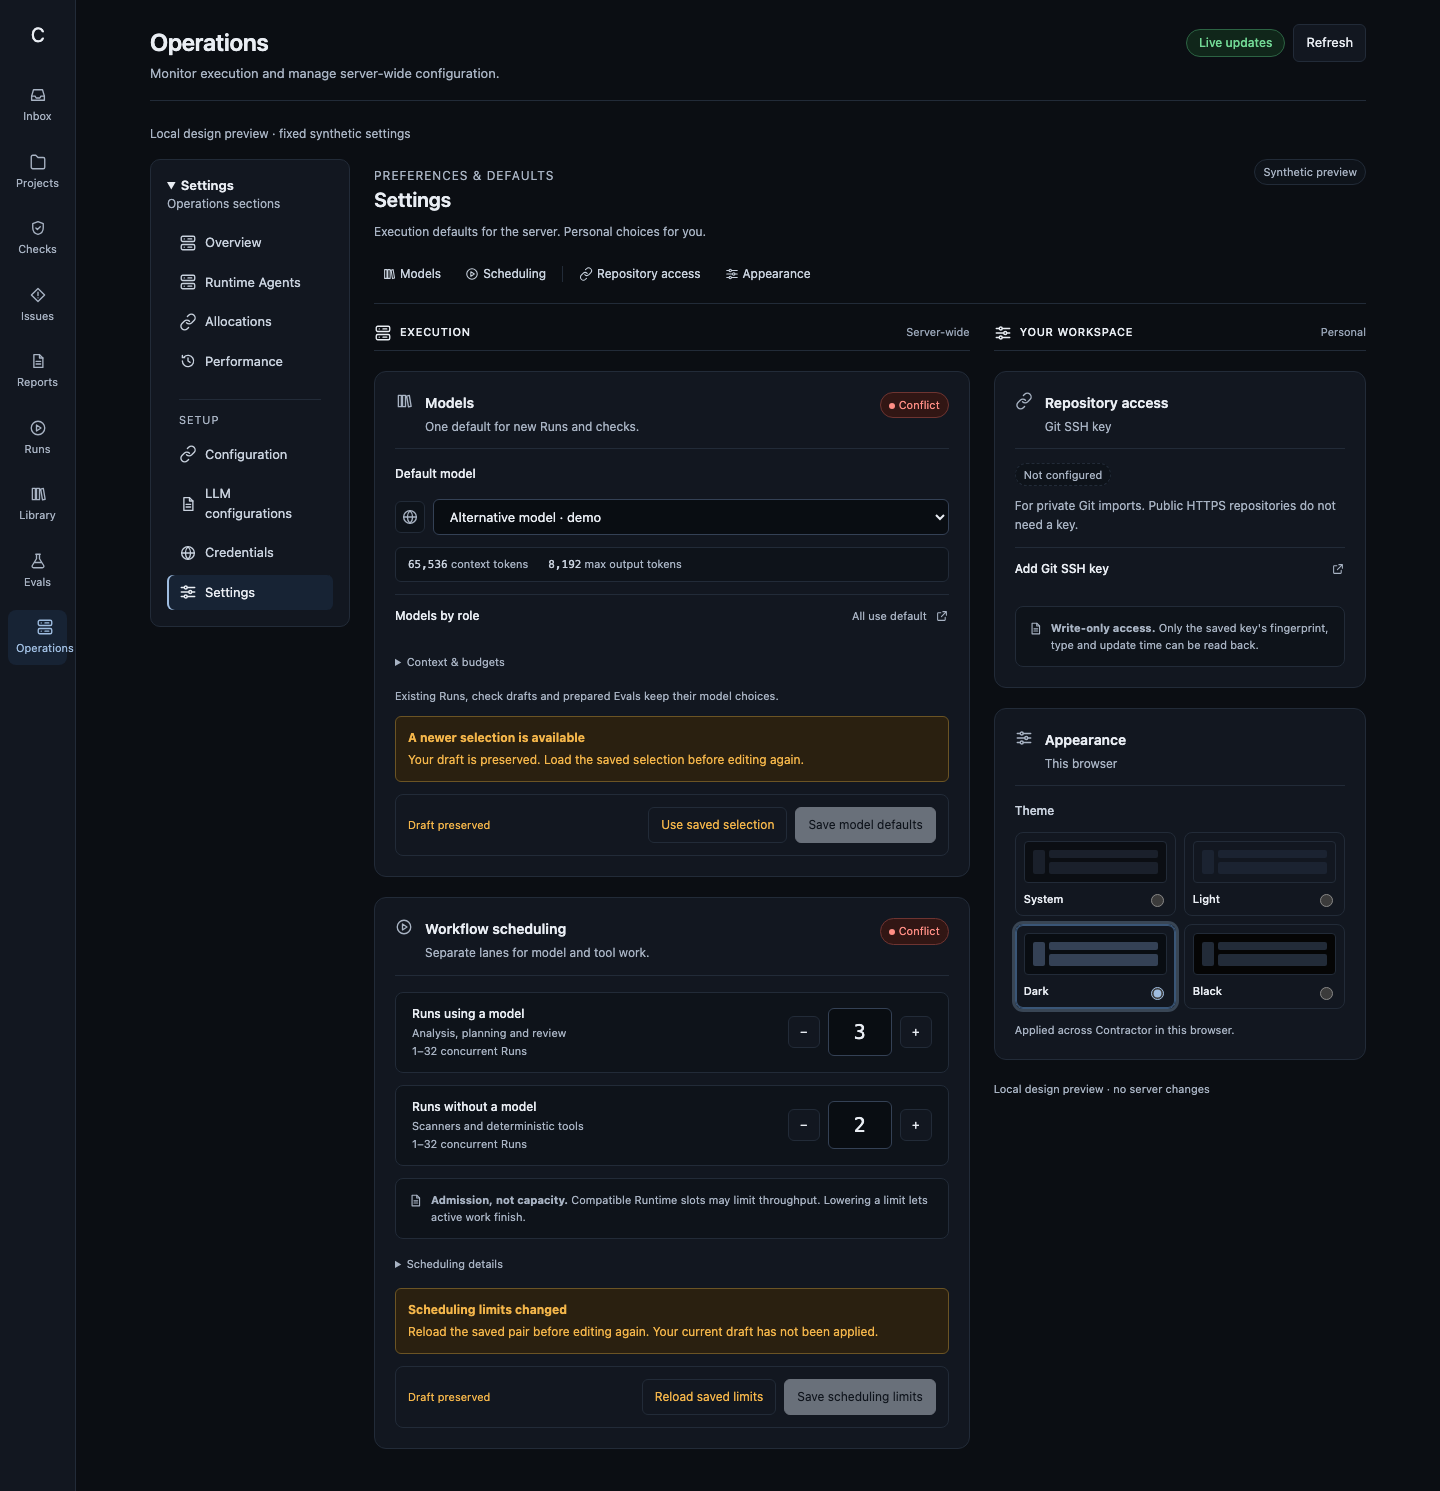 C
Inbox
Projects
Checks
Issues
Reports
Runs
Library
Evals
Operations
Operations
Monitor execution and manage server-wide configuration.
Live updates
Refresh
Local design preview · fixed synthetic settings
Settings
Operations sections
Overview
Runtime Agents
Allocations
Performance
SETUP
Configuration
LLM
configurations
Credentials
Settings
PREFERENCES & DEFAULTS
Settings
Execution defaults for the server. Personal choices for you.
Synthetic preview
Models
Scheduling
Repository access
Appearance
EXECUTION
Server-wide
Models
One default for new Runs and checks.
Conflict
Default model
Alternative model · demo
65,536 context tokens 8,192 max output tokens
Models by role
All use default
Context & budgets
Existing Runs, check drafts and prepared Evals keep their model choices.
A newer selection is available
Your draft is preserved. Load the saved selection before editing again.
Draft preserved
Use saved selection
Save model defaults
Workflow scheduling
Separate lanes for model and tool work.
Conflict
Runs using a model
Analysis, planning and review
1–32 concurrent Runs
− 3 +
Runs without a model
Scanners and deterministic tools
1–32 concurrent Runs
− 2 +
Admission, not capacity. Compatible Runtime slots may limit throughput. Lowering a limit lets
active work finish.
Scheduling details
Scheduling limits changed
Reload the saved pair before editing again. Your current draft has not been applied.
Draft preserved
Reload saved limits
Save scheduling limits
YOUR WORKSPACE
Personal
Repository access
Git SSH key
Not configured
For private Git imports. Public HTTPS repositories do not
need a key.
Add Git SSH key
Write-only access. Only the saved key's fingerprint,
type and update time can be read back.
Appearance
This browser
Theme
System
Light
Dark
Black
Applied across Contractor in this browser.
Local design preview · no server changes